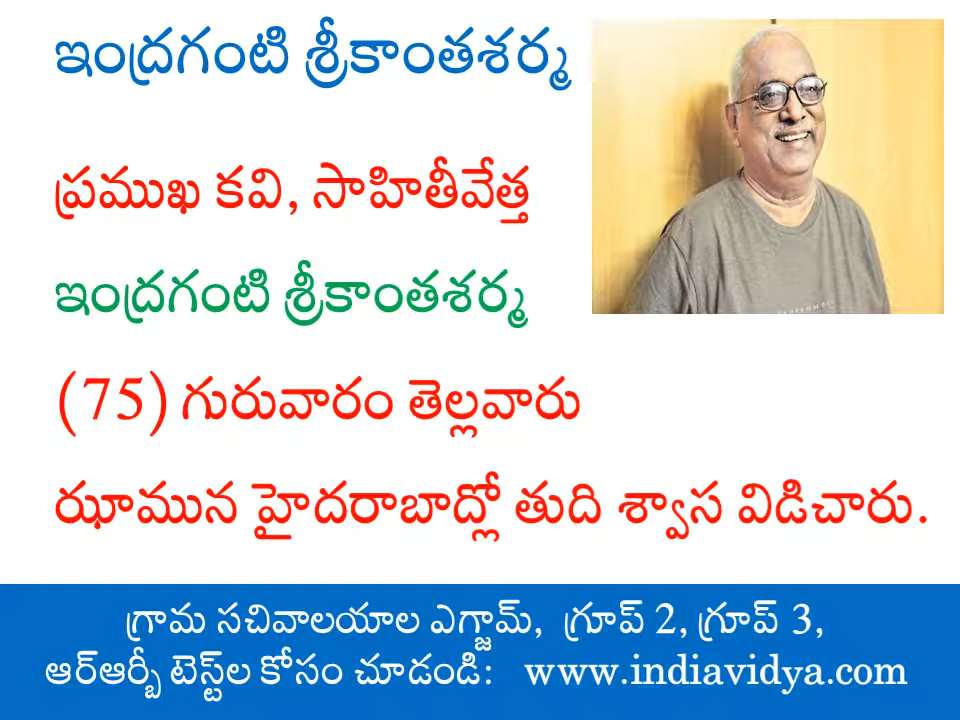 ఇంద్రగంటి శ్రీకాంతశర్మ
ప్రముఖ కవి, సాహితీవేత్త
ఇంద్రగంటి శ్రీకాంతశర్మ
(75) గురువారం తెల్లవారు
ఝామున హైదరాబాద్లో తుది శ్వాస విడిచారు.
గ్రామ సచివాలయాల ఎగ్జామ్, గ్రూప్ 2, గ్రూప్ 3,
ఆర్ఆర్బీ టెస్ట్‌ల కోసం చూడండి: www.indiavidya.com